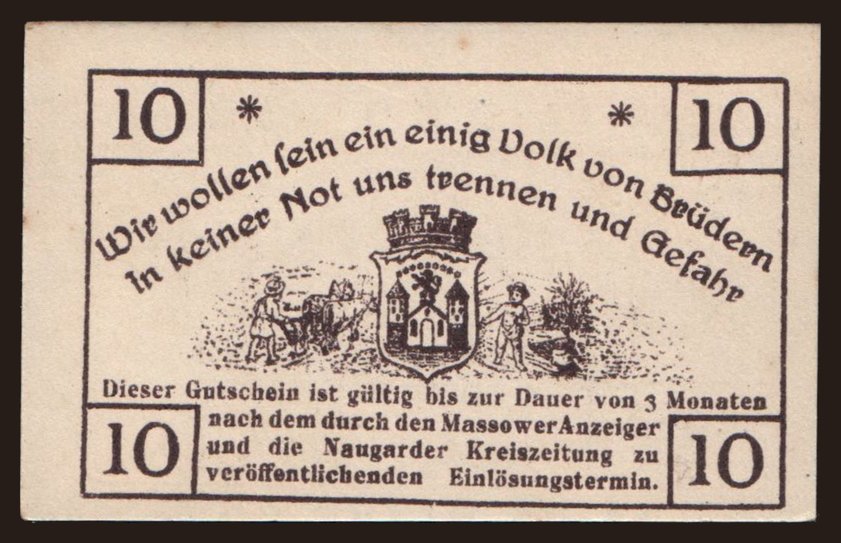 10 * * 10
Wir wollen sein ein einig Volk von Brüdern
In keiner Not uns trennen und Gefahr
Dieser Gutschein ist gültig bis zur Dauer von 3 Monaten
nach dem durch den Massower Anzeiger
und die Naugarder Kreiszeitung zu
veröffentlichenden Einlösungstermin.
10 10